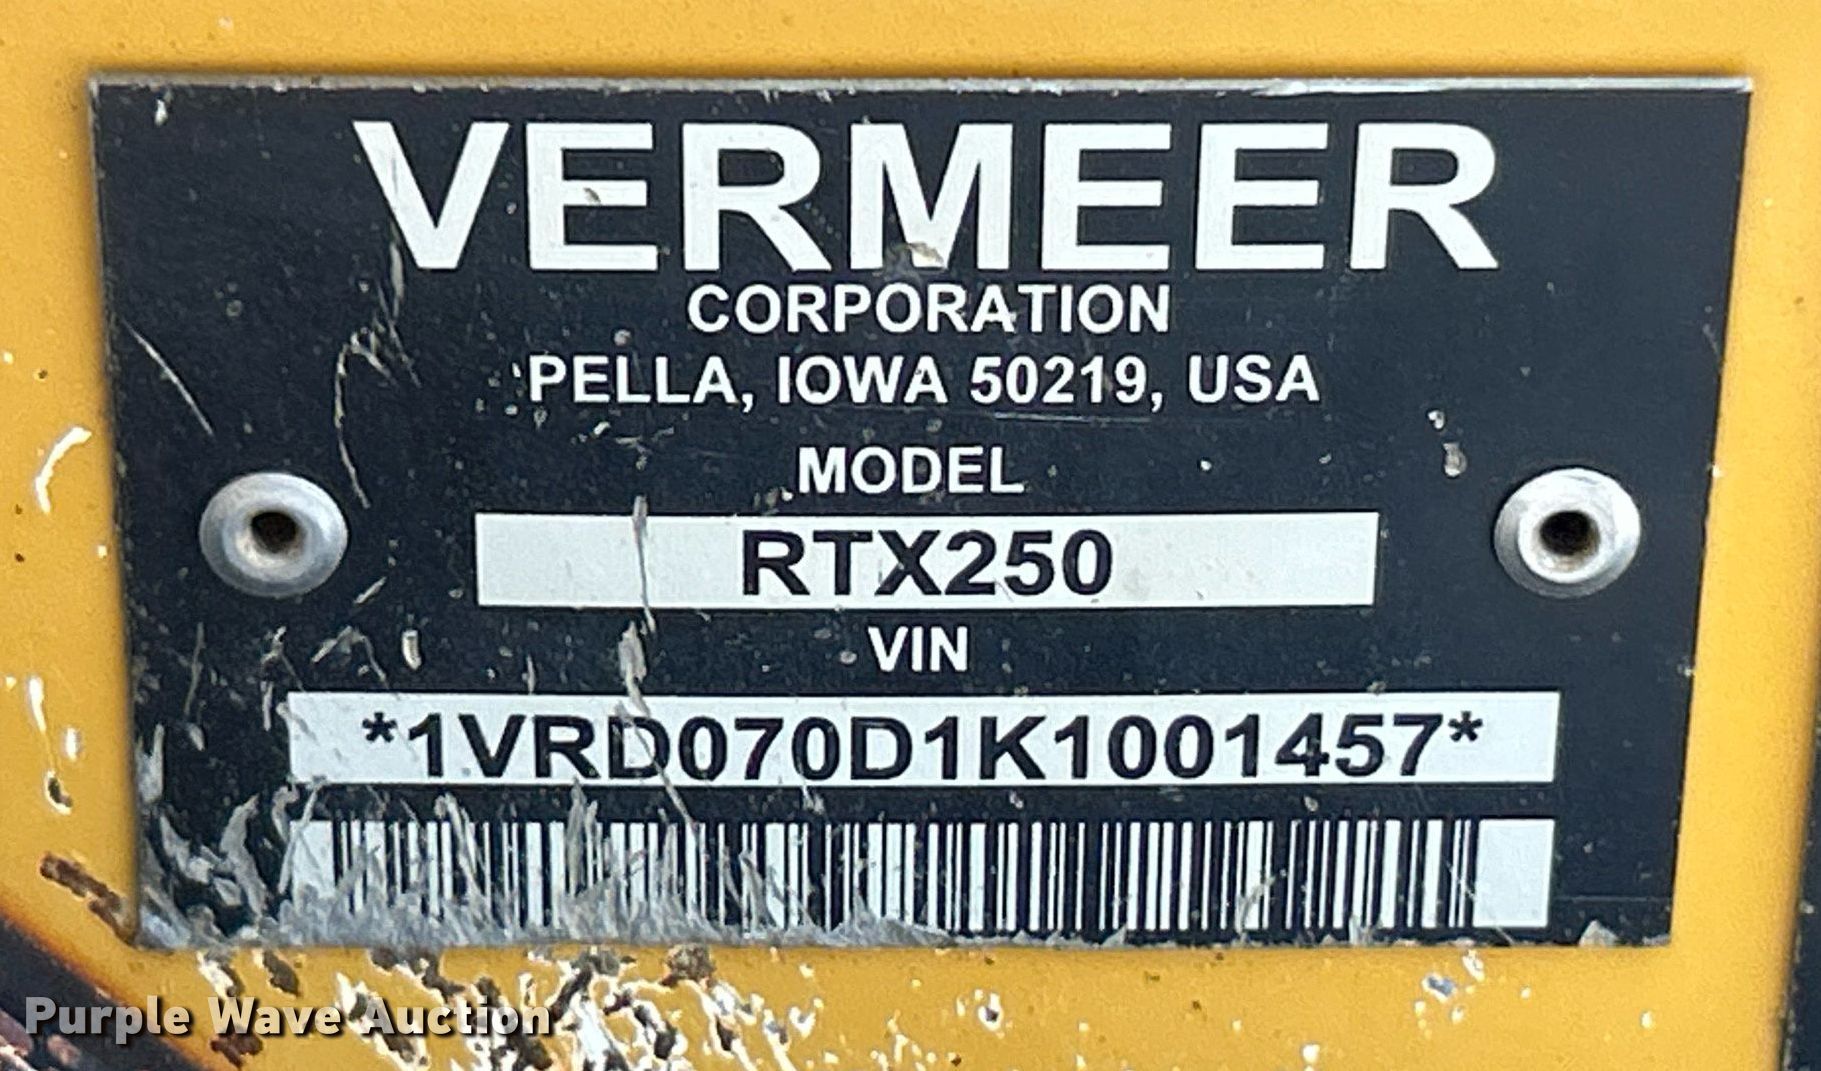 VERMEER
CORPORATION
PELLA, IOWA 50219, USA
MODEL
RTX250
VIN
*1VRD070D1K1001457*
Purple Wave Auction